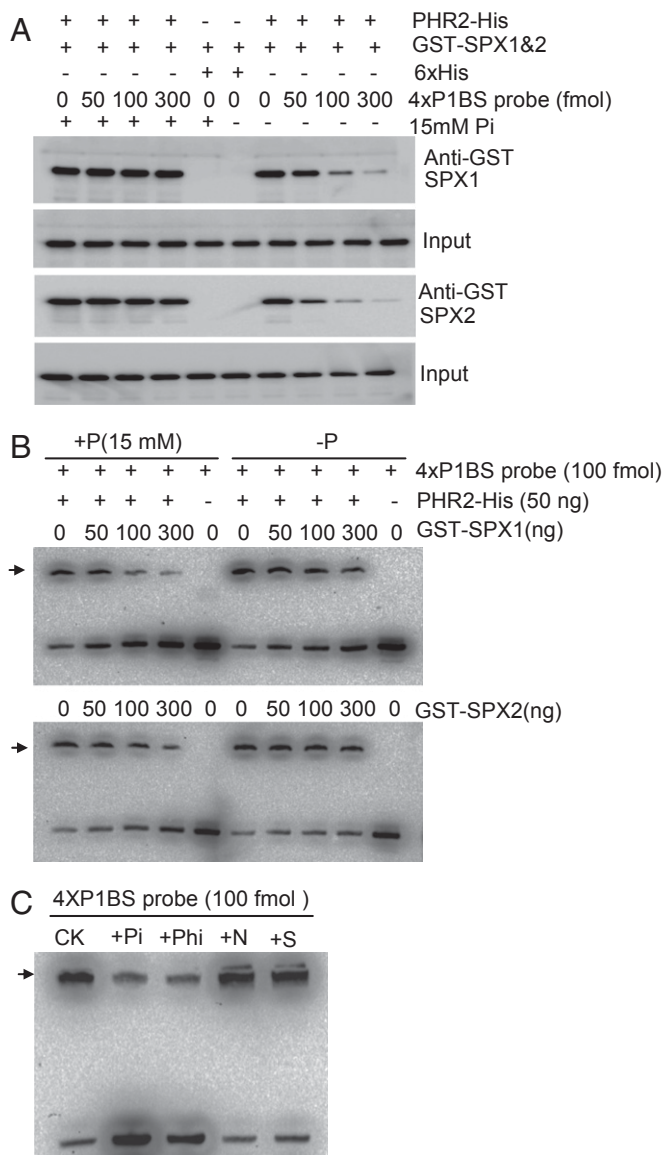 A
+ + + + - - + + + + PHR2-His
+ + + + + + + + + + GST-SPX1&2
- - - - + + - - - - 6xHis
0 50 100 300 0 0 0 50 100 300 4xP1BS probe (fmol)
+ + + + + - - - - - 15mM Pi
Anti-GST
SPX1
Input
Anti-GST
SPX2
Input
B
+P(15 mM) -P
+ + + + + + + + + + 4xP1BS probe (100 fmol)
+ + + + - + + + + - PHR2-His (50 ng)
0 50 100 300 0 0 50 100 300 0 GST-SPX1(ng)
0 50 100 300 0 0 50 100 300 0 GST-SPX2(ng)
C
4XP1BS probe (100 fmol )
CK +Pi +Phi +N +S